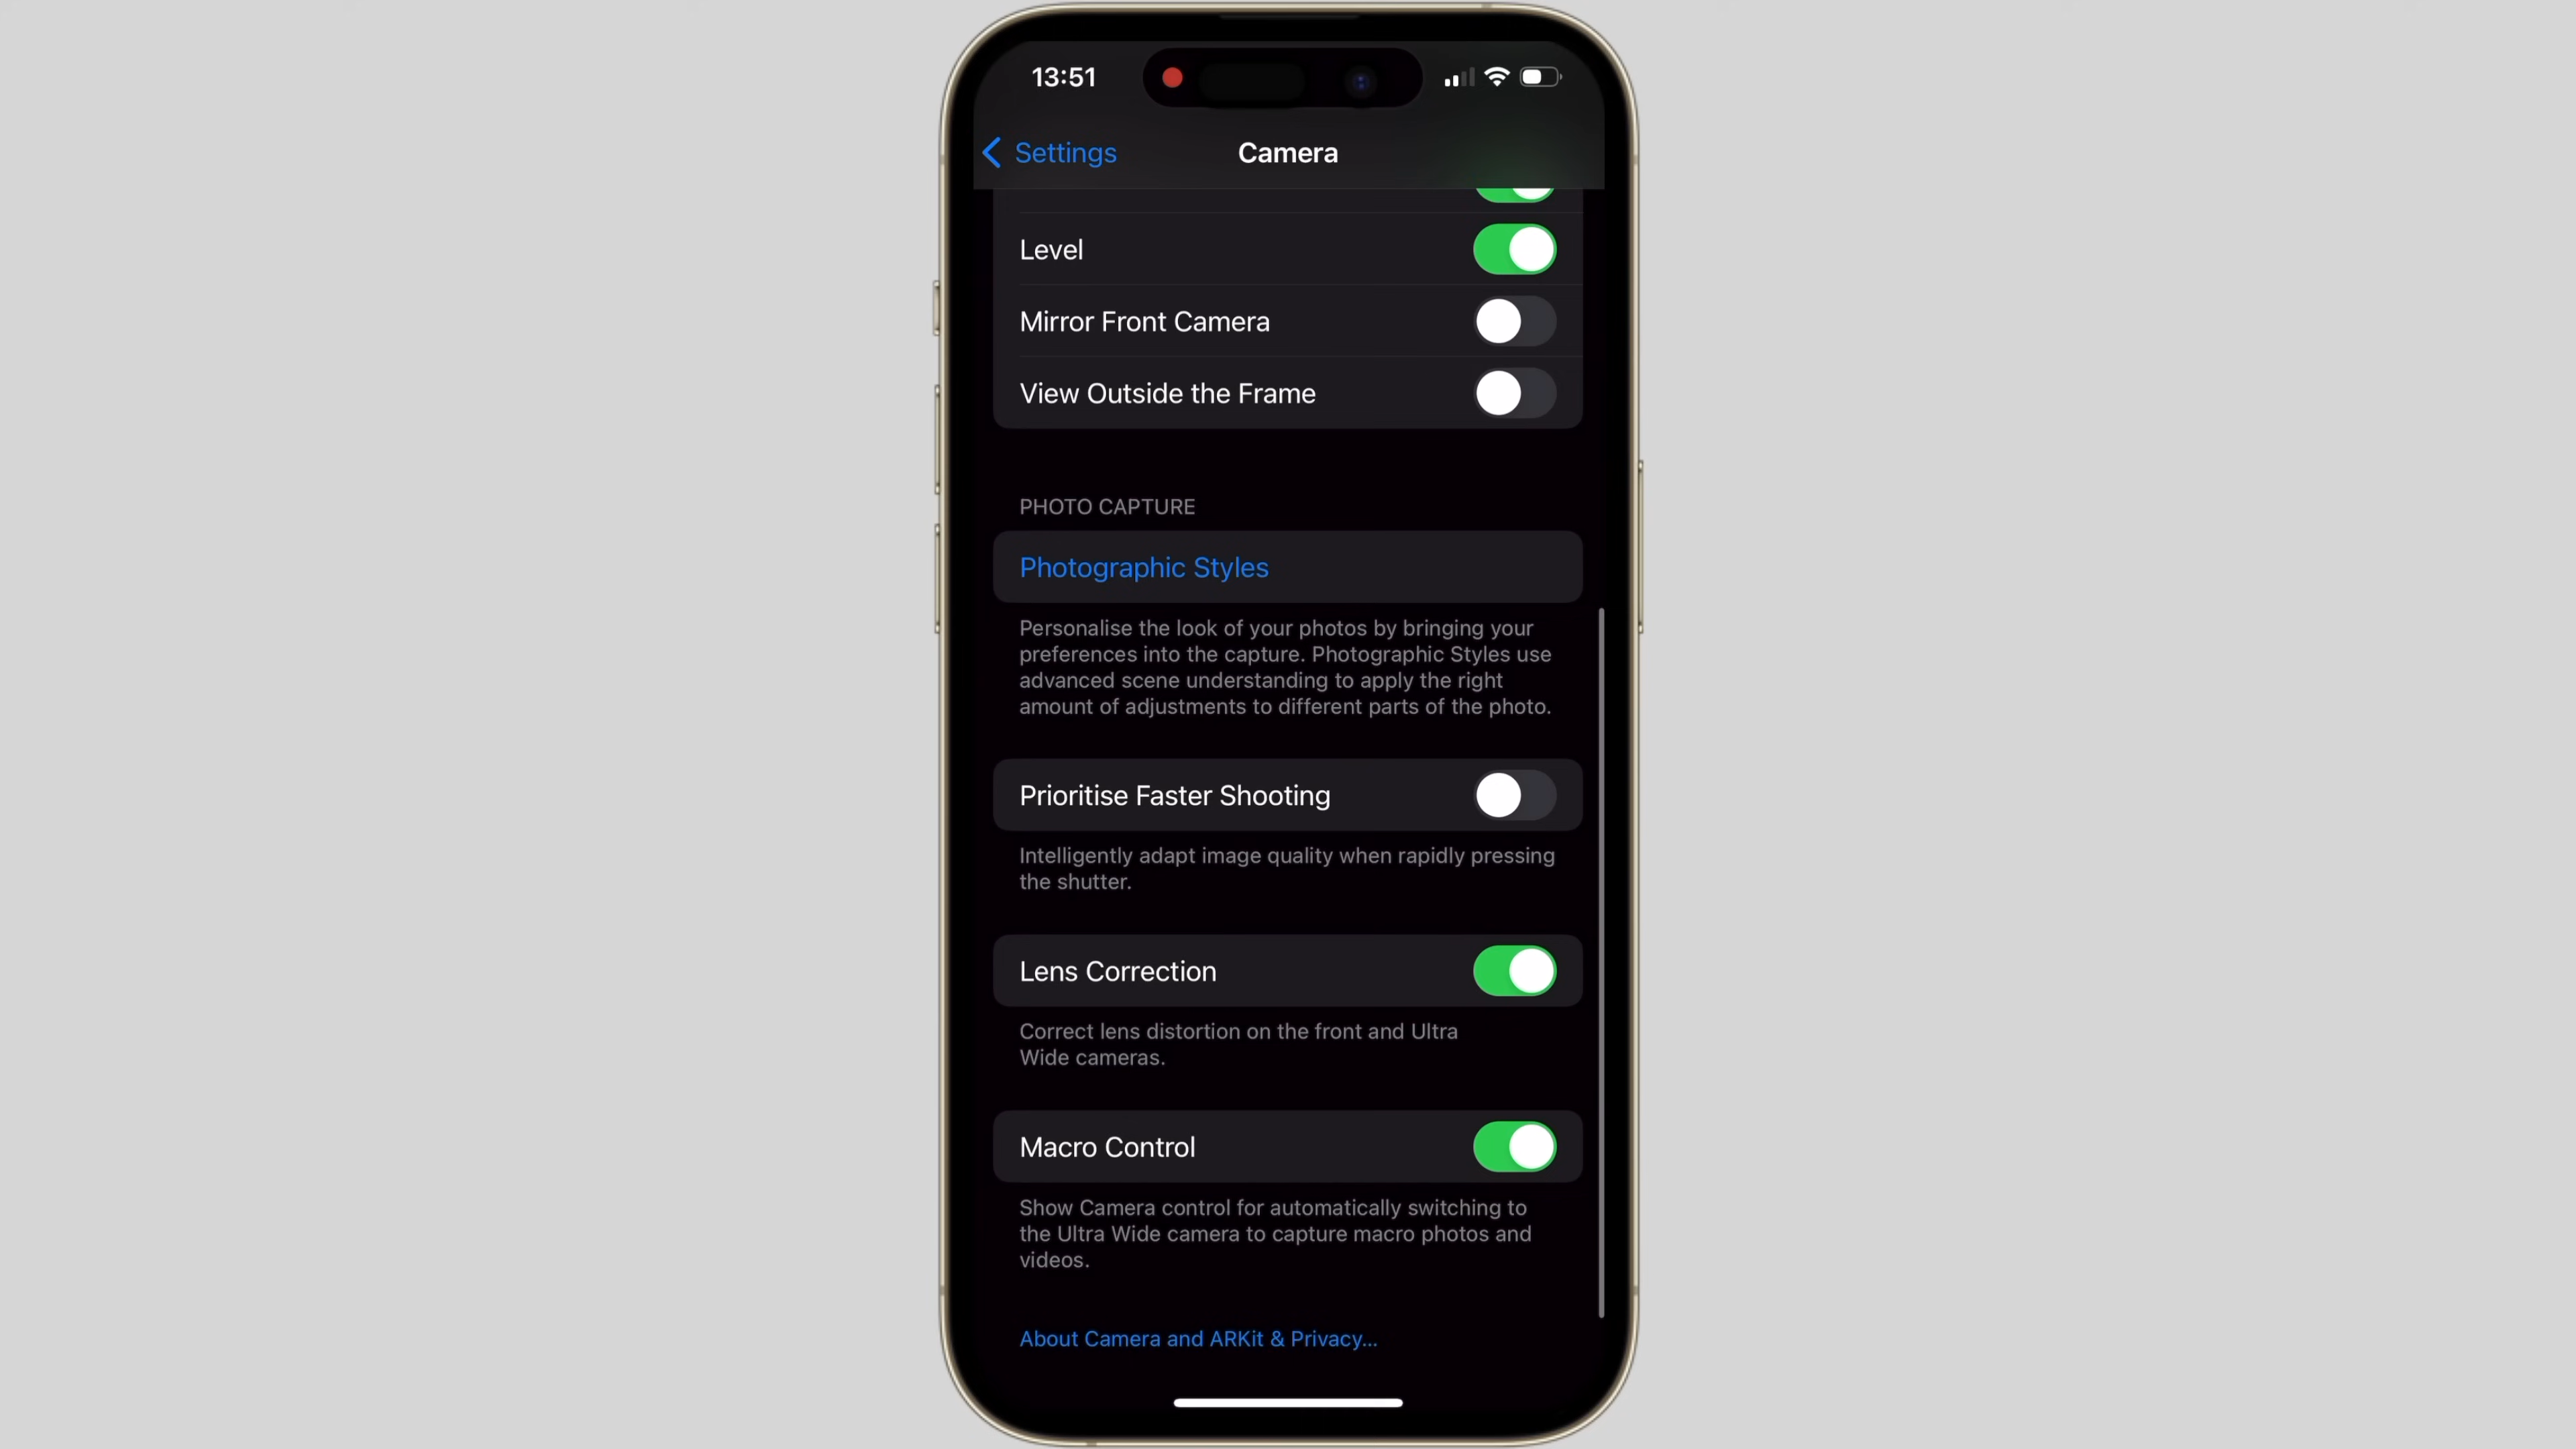 13:51
Settings
Camera
Level
Mirror Front Camera
View Outside the Frame
PHOTO CAPTURE
Photographic Styles
Personalise the look of your photos by bringing your
preferences into the capture. Photographic Styles use
advanced scene understanding to apply the right
amount of adjustments to different parts of the photo.
Prioritise Faster Shooting
Intelligently adapt image quality when rapidly pressing
the shutter.
Lens Correction
Correct lens distortion on the front and Ultra
Wide cameras.
Macro Control
Show Camera control for automatically switching to
the Ultra Wide camera to capture macro photos and
videos.
About Camera and ARKit & Privacy...